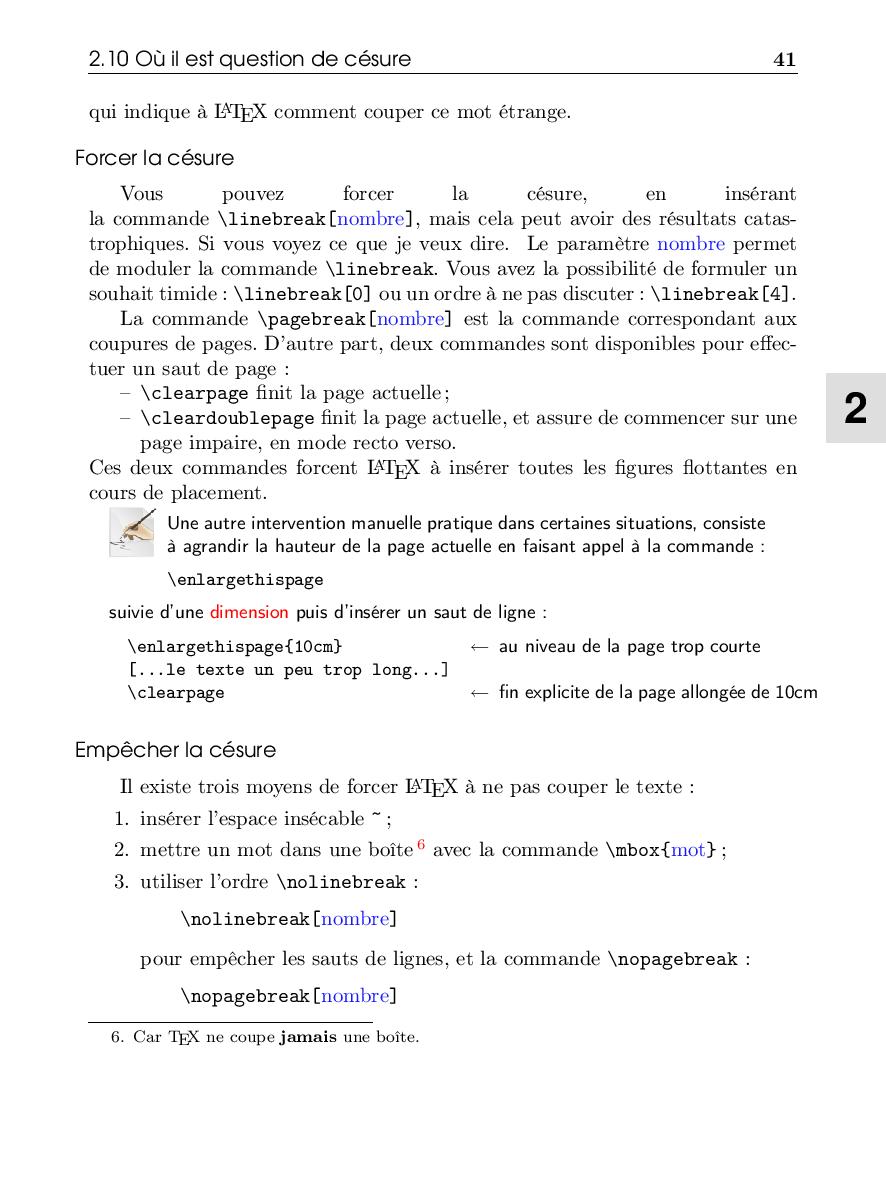 2.10 Où il est question de césure 41
qui indique à LATEX comment couper ce mot étrange.
Forcer la césure
Vous pouvez forcer la césure, en insérant
la commande \linebreak[nombre], mais cela peut avoir des résultats catas-
trophiques. Si vous voyez ce que je veux dire. Le paramètre nombre permet
de moduler la commande \linebreak. Vous avez la possibilité de formuler un
souhait timide : \linebreak[0] ou un ordre à ne pas discuter : \linebreak[4].
La commande \pagebreak[nombre] est la commande correspondant aux
coupures de pages. D'autre part, deux commandes sont disponibles pour effec-
tuer un saut de page :
– \clearpage finit la page actuelle ;
– \cleardoublepage finit la page actuelle, et assure de commencer sur une
page impaire, en mode recto verso.
2
Ces deux commandes forcent LATEX à insérer toutes les figures flottantes en
cours de placement.
Une autre intervention manuelle pratique dans certaines situations, consiste
à agrandir la hauteur de la page actuelle en faisant appel à la commande :
\enlargethispage
suivie d'une dimension puis d'insérer un saut de ligne :
\enlargethispage{10cm} ← au niveau de la page trop courte
[...le texte un peu trop long...]
\clearpage ← fin explicite de la page allongée de 10cm
Empêcher la césure
Il existe trois moyens de forcer LATEX à ne pas couper le texte :
1. insérer l'espace insécable ~ ;
2. mettre un mot dans une boîte 6 avec la commande \mbox{mot} ;
3. utiliser l'ordre \nolinebreak :
\nolinebreak[nombre]
pour empêcher les sauts de lignes, et la commande \nopagebreak :
\nopagebreak[nombre]
6. Car TEX ne coupe jamais une boîte.